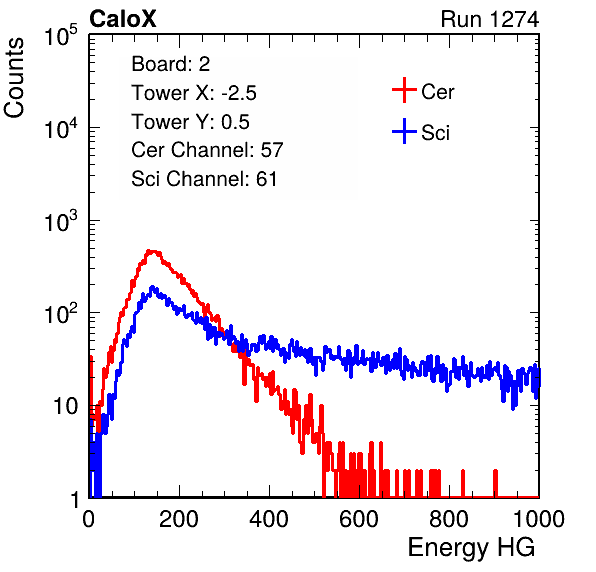 CaloX Run 1274
Counts
10^5
10^4
10^3
10^2
10
1
Board: 2
Tower X: -2.5
Tower Y: 0.5
Cer Channel: 57
Sci Channel: 61
Cer
Sci
0 200 400 600 800 1000
Energy HG